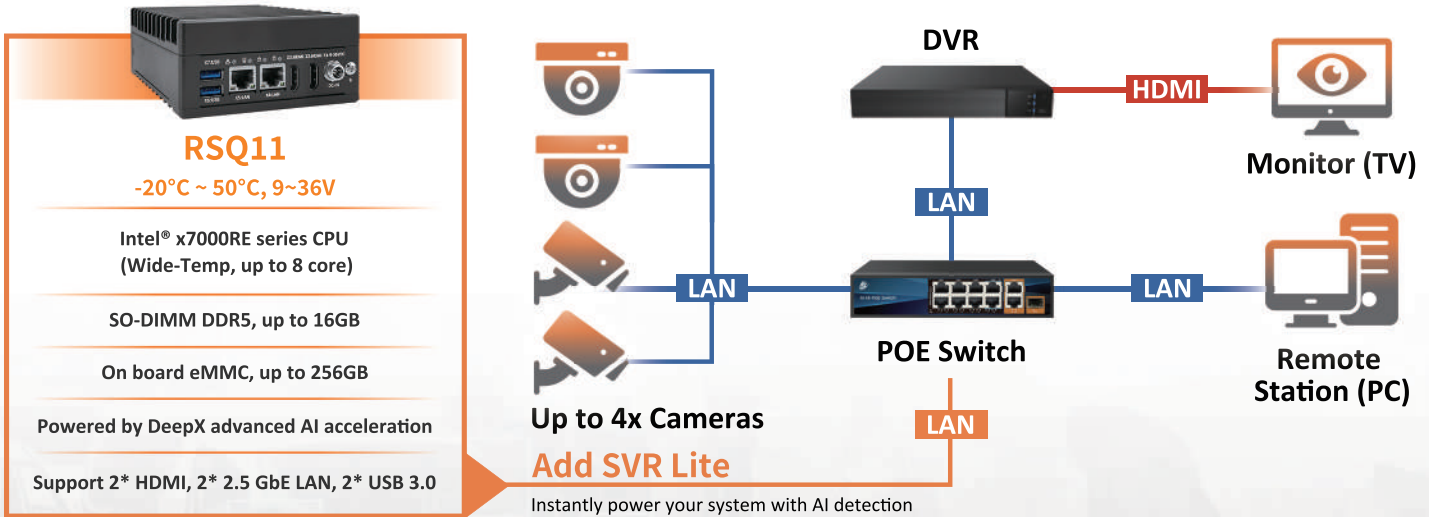 RSQ11
-20°C ~ 50°C, 9~36V
Intel® x7000RE series CPU
(Wide-Temp, up to 8 core)
SO-DIMM DDR5, up to 16GB
On board eMMC, up to 256GB
Powered by DeepX advanced AI acceleration
Support 2* HDMI, 2* 2.5 GbE LAN, 2* USB 3.0
LAN
Up to 4x Cameras
Add SVR Lite
Instantly power your system with AI detection
DVR
LAN
POE Switch
LAN
HDMI
Monitor (TV)
LAN
Remote
Station (PC)